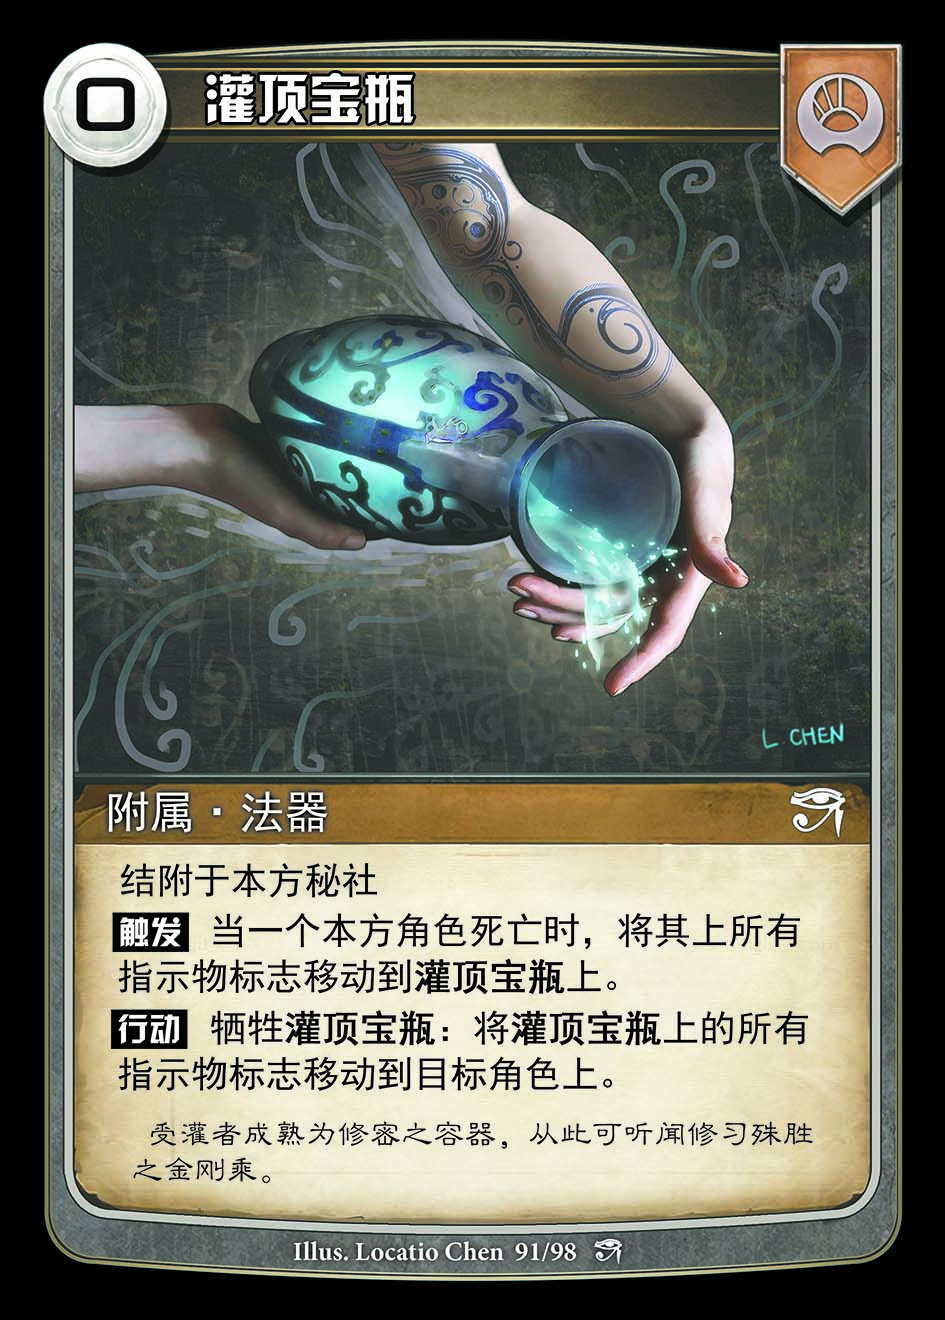 0
灌顶宝瓶
L. CHEN
附属·法器
结附于本方秘社
触发 当一个本方角色死亡时，将其上所有
指示物标志移动到灌顶宝瓶上。
行动 牺牲灌顶宝瓶：将灌顶宝瓶上的所有
指示物标志移动到目标角色上。
受灌者成熟为修密之容器，从此可听闻修习殊胜
之金刚乘。
Illus. Locatio Chen 91/98